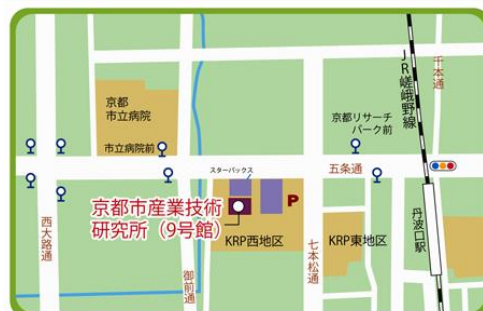 千本通
JR嵯峨野線
京都
市立病院
京都リサーチ
パーク前
市立病院前
スターバックス
五条通
P
京都市産業技術
研究所（9号館）
KRP西地区
KRP東地区
丹波口駅
西大路通
御前通
七本松通